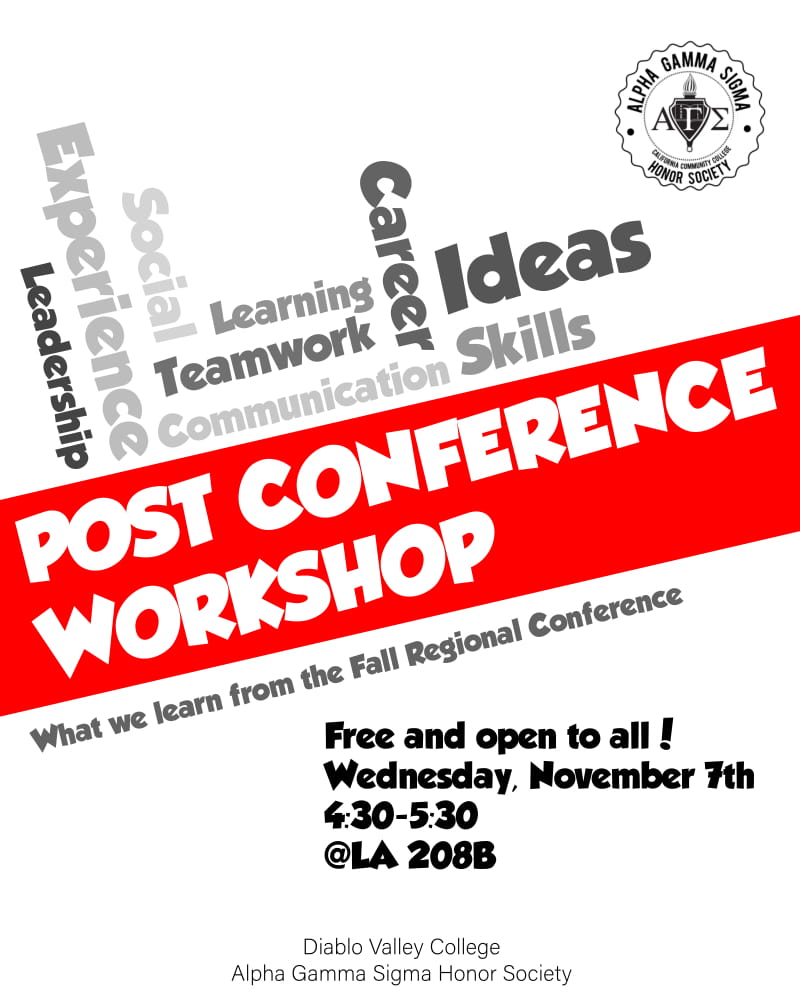 ALPHA GAMMA SIGMA
ΑΓΣ
CALIFORNIA COMMUNITY COLLEGE
HONOR SOCIETY
Leadership
Experience
Social
Learning
Teamwork
Communication
Career
Ideas
Skills
POST CONFERENCE
WORKSHOP
What we learn from the Fall Regional Conference
Free and open to all!
Wednesday, November 7th
4:30-5:30
@LA 208B
Diablo Valley College
Alpha Gamma Sigma Honor Society